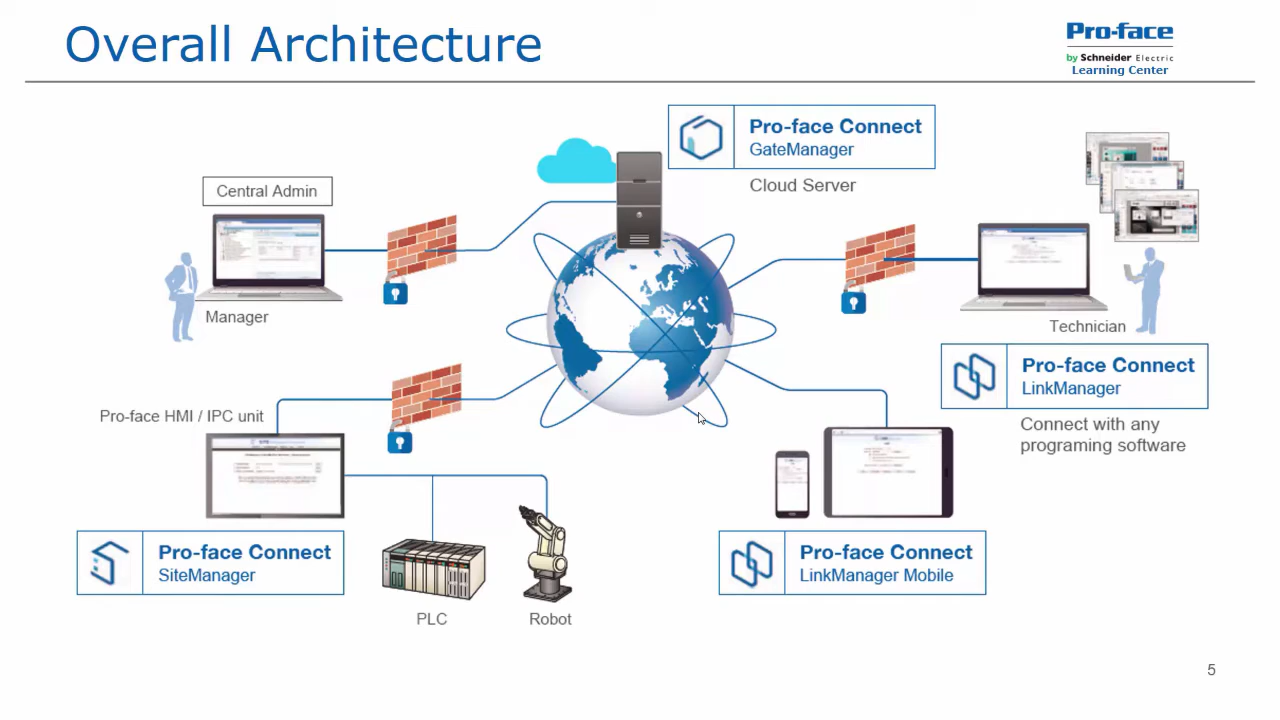 Overall Architecture
Pro-face
by Schneider Electric
Learning Center
Pro-face Connect
GateManager
Cloud Server
Central Admin
Manager
Technician
Pro-face Connect
LinkManager
Connect with any
programing software
Pro-face HMI / IPC unit
Pro-face Connect
SiteManager
PLC
Robot
Pro-face Connect
LinkManager Mobile
5